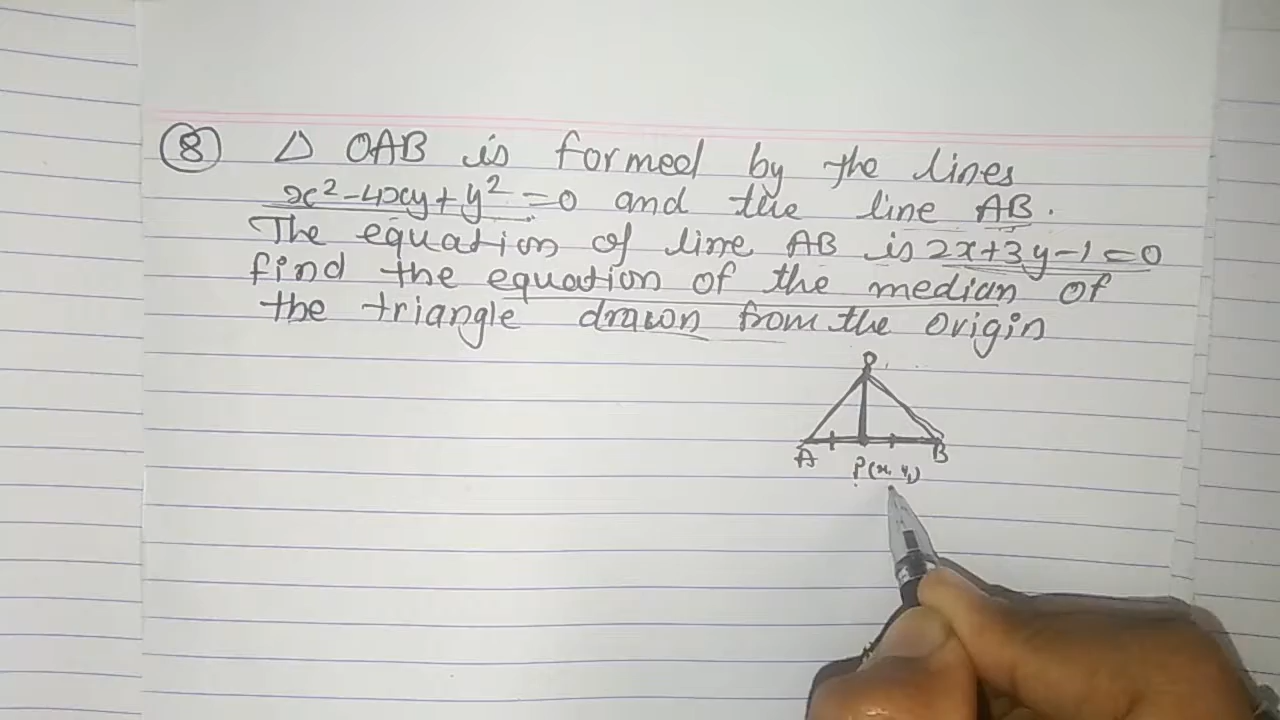 ⑧ △ OAB is formed by the lines
x²-4xy+y²=0 and the line AB.
The equation of line AB is 2x+3y-1=0
find the equation of the median of
the triangle drawn from the origin
O
A B
P(x, y₁)